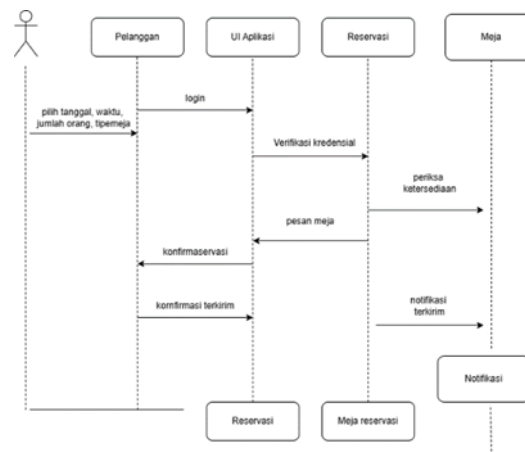 Pelanggan
UI Aplikasi
Reservasi
Meja
login
pilih tanggal, waktu,
jumlah orang, tipemeja
Verifikasi kredensial
periksa
ketersediaan
pesan meja
konfirmaservasi
kornfirmasi terkirim
notifikasi
terkirim
Notifikasi
Reservasi
Meja reservasi